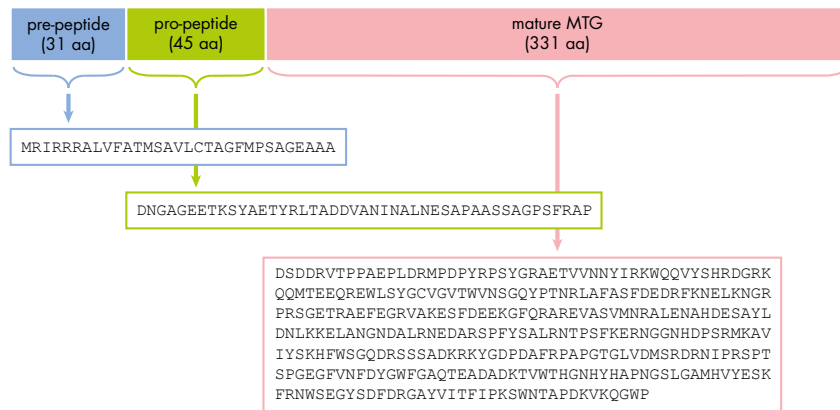 pre-peptide
(31 aa)
pro-peptide
(45 aa)
mature MTG
(331 aa)
MRIRRRALVFATMSAVLCTAGFMPSAGEAAA
DNGAGEETKSYAETYRLTADDVANINALNESAPAASSAGPSFRAP
DSDDRVTPPAEPLDRMPDPYRPSYGRAETVVNNYIRKWQQVYSHRDGRK
QQMTEEQREWLSYGCVGVTWVNSGQYPTNRLAFASFDEDRFKNELKNGR
PRSGETRAEFEGRVAKESFDEEKGFQRAREVASVMNRALENAHDESAYL
DNLKKELANGNDALRNEDARSPFYSALRNTPSFKERNGGNHDPSRMKAV
IYSKHFWSGQDRSSSADKRKYGDPDAFRPAPGTGLVDMSRDRNIPRSPT
SPGEGFVNFDYGWFGAQTEADADKTVWTHGNHYHAPNGSLGAMHVYESK
FRNWSEGYSDFDRGAYVITFIPKSWNTAPDKVKQGWP